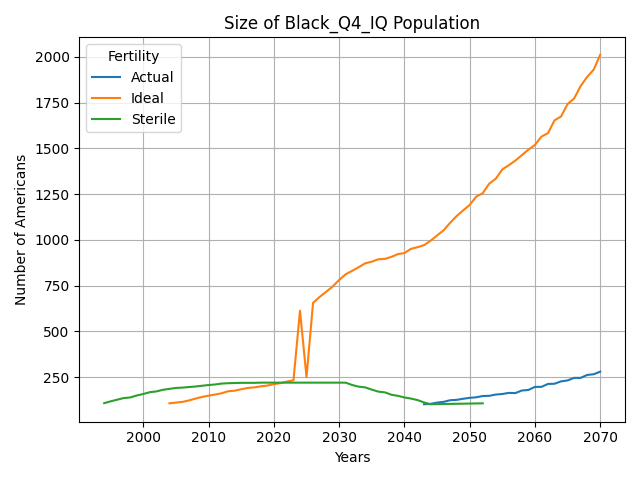 Size of Black_Q4_IQ Population
Fertility
Actual
Ideal
Sterile
Number of Americans
2000
1750
1500
1250
1000
750
500
250
2000 2010 2020 2030 2040 2050 2060 2070
Years